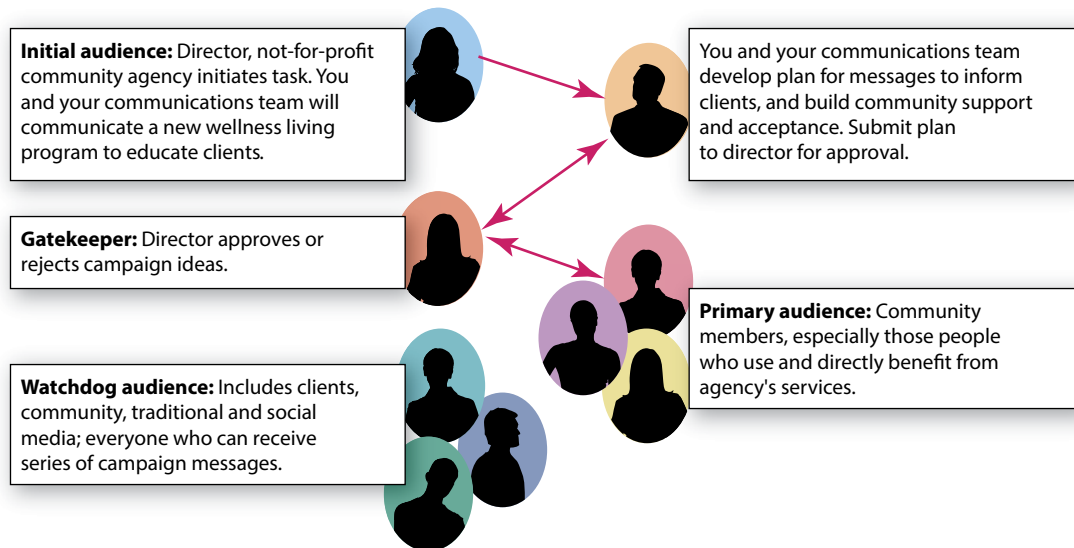 Initial audience: Director, not-for-profit
community agency initiates task. You
and your communications team will
communicate a new wellness living
program to educate clients.
You and your communications team
develop plan for messages to inform
clients, and build community support
and acceptance. Submit plan
to director for approval.
Gatekeeper: Director approves or
rejects campaign ideas.
Primary audience: Community
members, especially those people
who use and directly benefit from
agency's services.
Watchdog audience: Includes clients,
community, traditional and social
media; everyone who can receive
series of campaign messages.